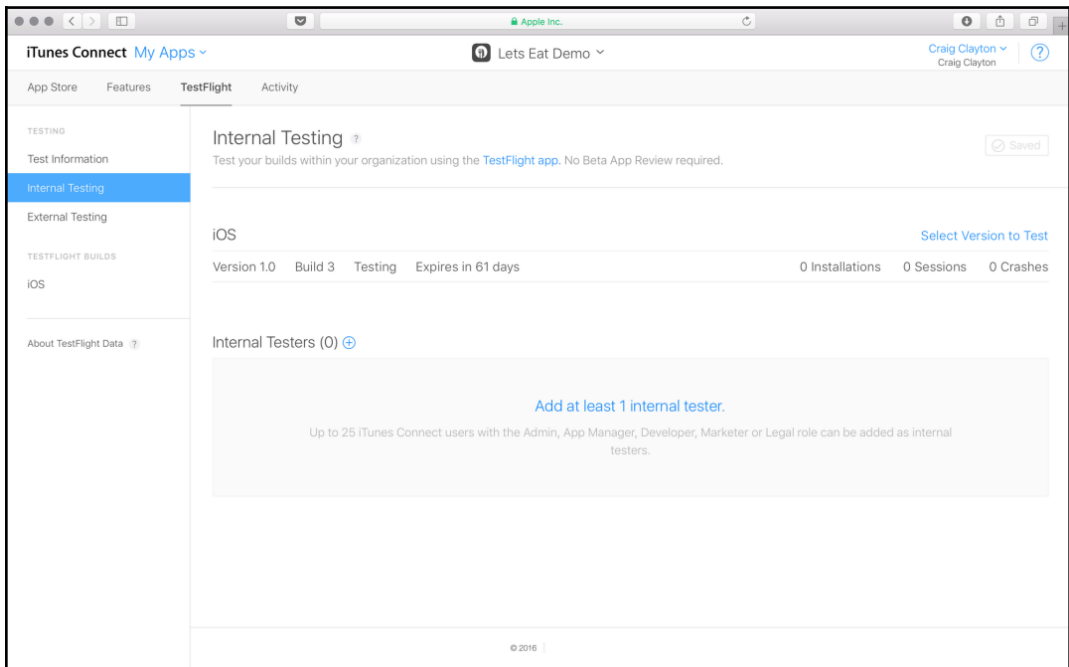 Apple Inc.
iTunes Connect My Apps
Lets Eat Demo
Craig Clayton
Craig Clayton
?
App Store Features TestFlight Activity
TESTING
Test Information
Internal Testing
External Testing
TESTFLIGHT BUILDS
iOS
About TestFlight Data ?
Internal Testing ?
Saved
Test your builds within your organization using the TestFlight app. No Beta App Review required.
iOS
Select Version to Test
Version 1.0 Build 3 Testing Expires in 61 days 0 Installations 0 Sessions 0 Crashes
Internal Testers (0)
Add at least 1 internal tester.
Up to 25 iTunes Connect users with the Admin, App Manager, Developer, Marketer or Legal role can be added as internal
testers.
© 2016